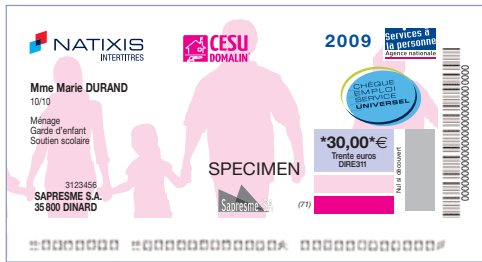 NATIXIS
INTERTITRES
CESU
DOMALIN
2009
Services à
la personne
Agence nationale
Mme Marie DURAND
10/10
Ménage
Garde d'enfant
Soutien scolaire
CHÈQUE
EMPLOI
SERVICE
UNIVERSEL
*30,00*€
Trente euros
DIRE311
Nul si découvert
SPECIMEN
3123456
SAPRESME S.A.
35 800 DINARD
Sapresme
(71)